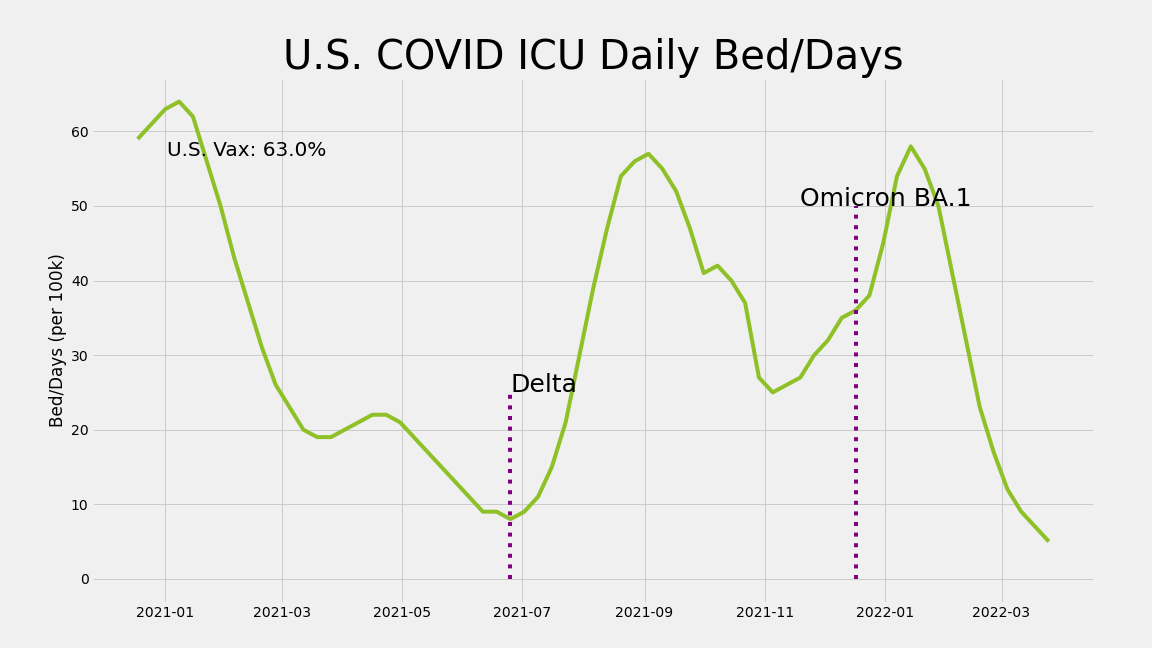 U.S. COVID ICU Daily Bed/Days
60
U.S. Vax: 63.0%
Omicron BA.1
50
Bed/Days (per 100k)
40
30
Delta
20
10
0
2021-01 2021-03 2021-05 2021-07 2021-09 2021-11 2022-01 2022-03